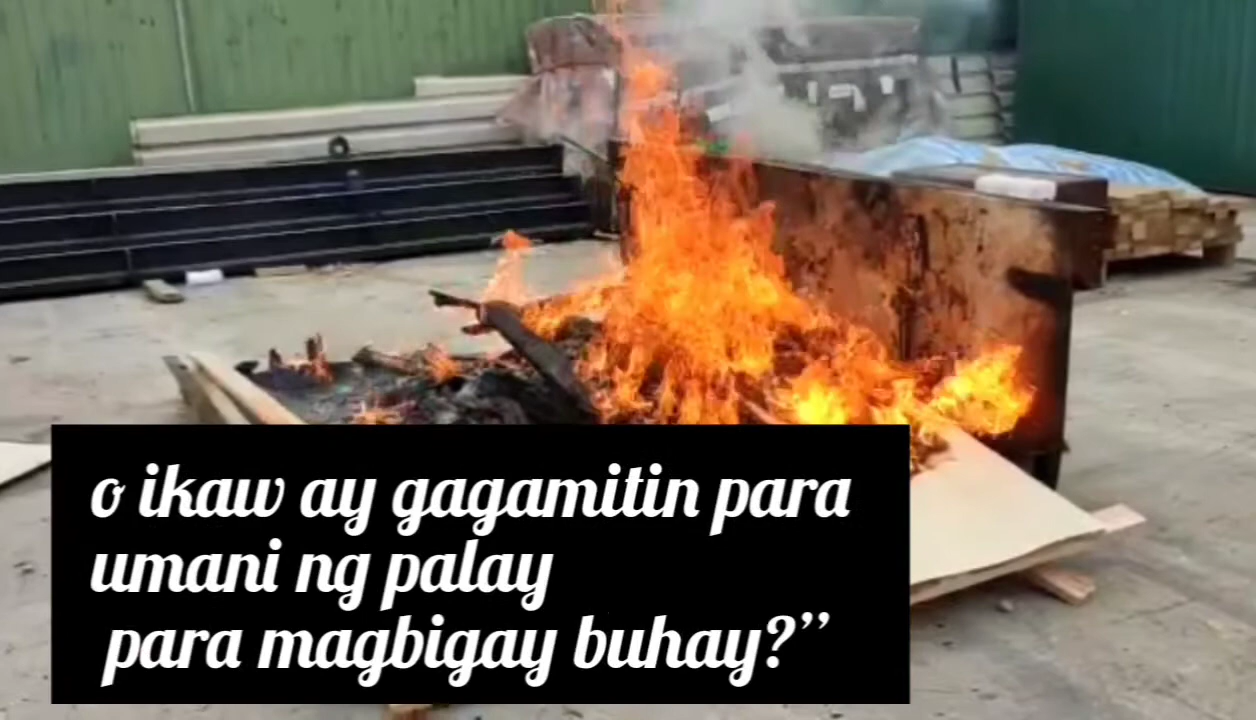 o ikaw ay gagamitin para
umani ng palay
para magbigay buhay?”